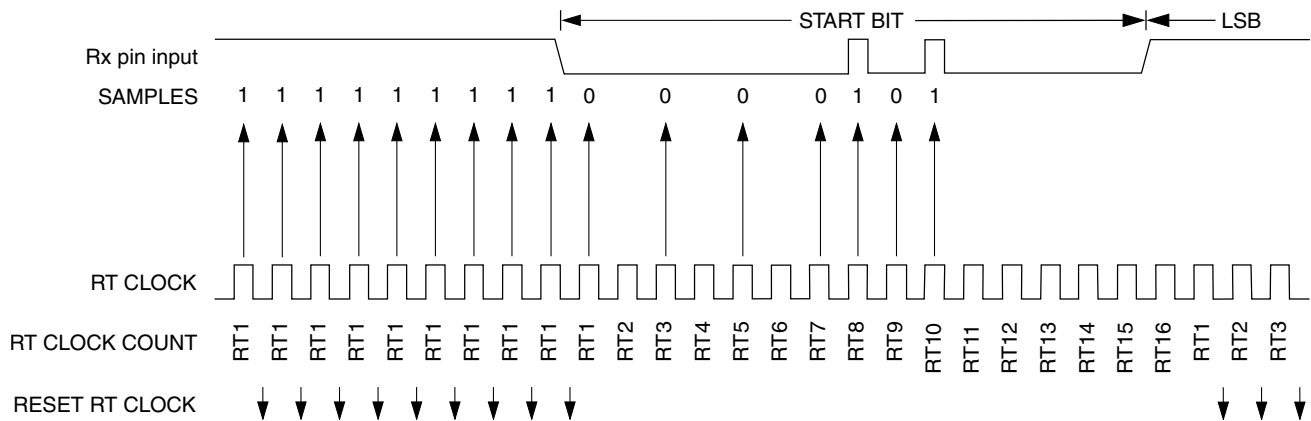 START BIT LSB
Rx pin input
SAMPLES 1 1 1 1 1 1 1 1 1 0 0 0 0 1 0 1
RT CLOCK
RT CLOCK COUNT RT1 RT1 RT1 RT1 RT1 RT1 RT1 RT1 RT1 RT1 RT2 RT3 RT4 RT5 RT6 RT7 RT8 RT9 RT10 RT11 RT12 RT13 RT14 RT15 RT16 RT1 RT2 RT3
RESET RT CLOCK